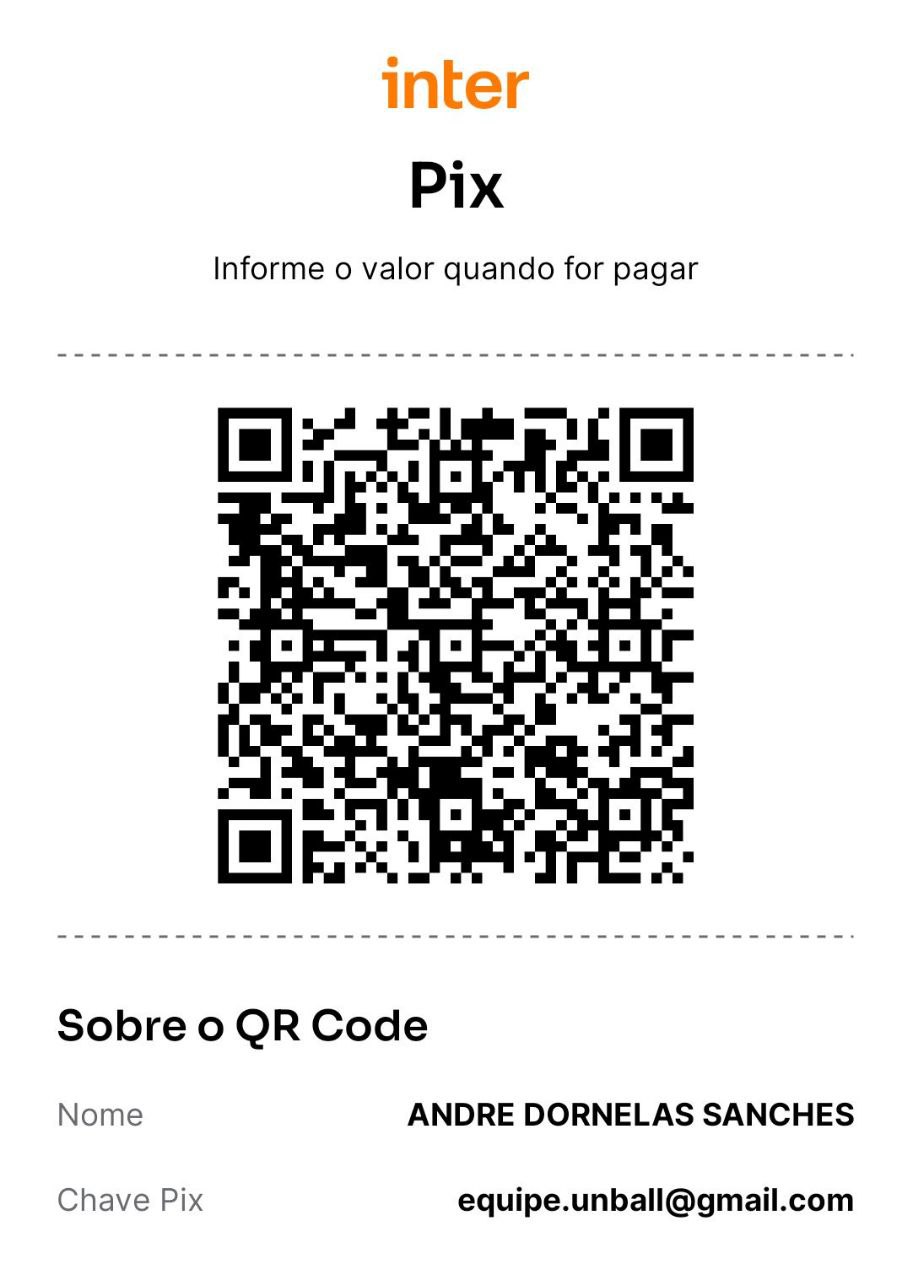 inter
Pix
Informe o valor quando for pagar
Sobre o QR Code
Nome ANDRE DORNELAS SANCHES
Chave Pix equipe.unball@gmail.com